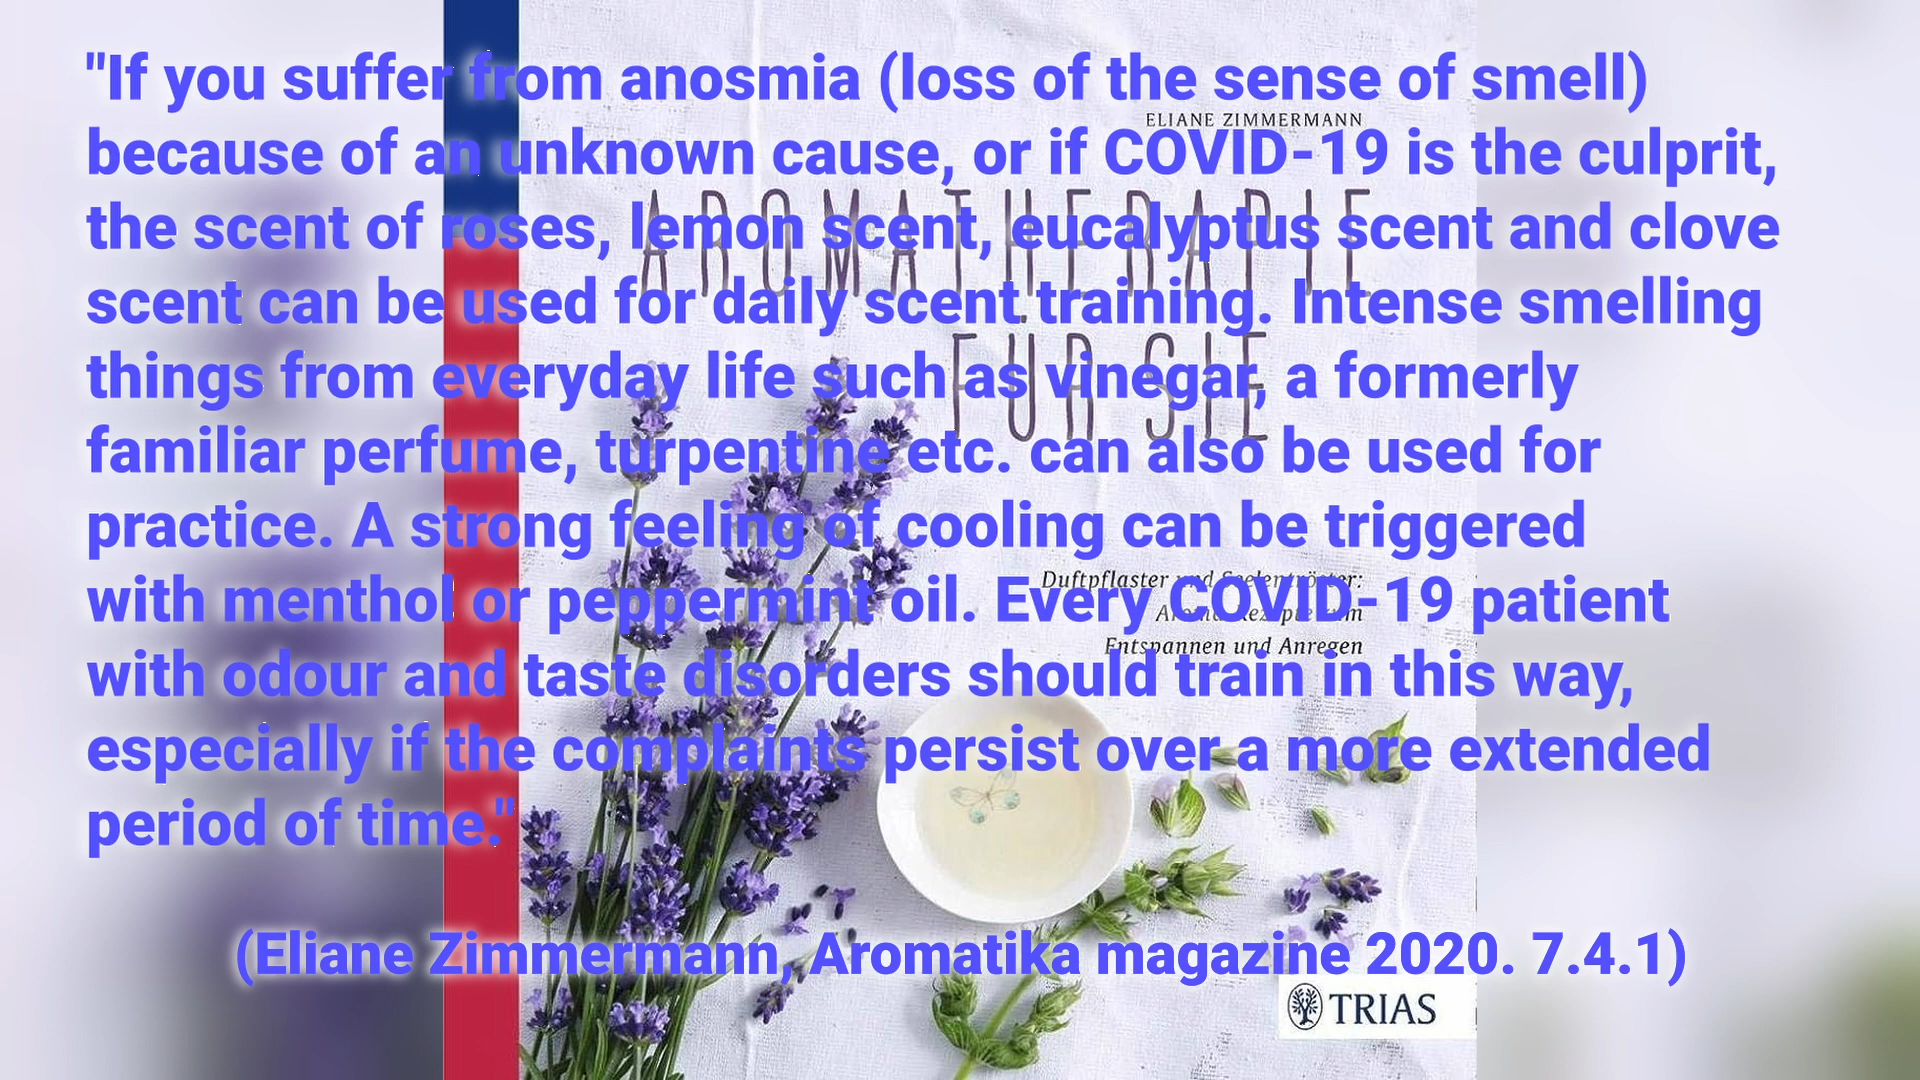 "If you suffer from anosmia (loss of the sense of smell)
because of an unknown cause, or if COVID-19 is the culprit,
the scent of roses, lemon scent, eucalyptus scent and clove
scent can be used for daily scent training. Intense smelling
things from everyday life such as vinegar, a formerly
familiar perfume, turpentine etc. can also be used for
practice. A strong feeling of cooling can be triggered
with menthol or peppermint oil. Every COVID-19 patient
with odour and taste disorders should train in this way,
especially if the complaints persist over a more extended
period of time."
(Eliane Zimmermann, Aromatika magazine 2020. 7.4.1)
ELIANE ZIMMERMANN
AROMATHERAPIE
FÜR SIE
Duftpflaster und Seelentröster:
Aroma-Rezepte zum
Entspannen und Anregen
TRIAS